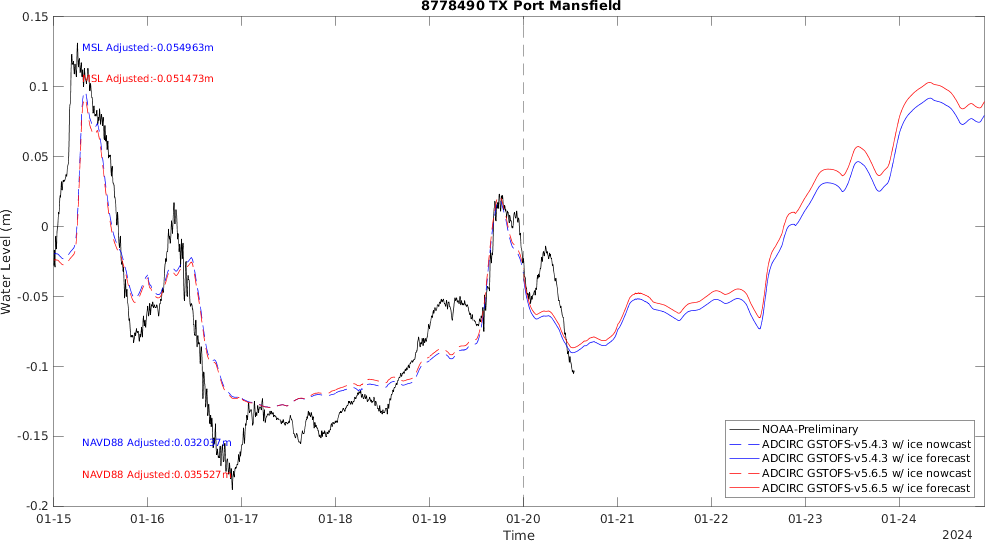 8778490 TX Port Mansfield
0.15
0.1
0.05
0
-0.05
-0.1
-0.15
-0.2
Water Level (m)
MSL Adjusted:-0.054963m
MSL Adjusted:-0.051473m
NAVD88 Adjusted:0.032037m
NAVD88 Adjusted:0.035527m
NOAA-Preliminary
ADCIRC GSTOFS-v5.4.3 w/ ice nowcast
ADCIRC GSTOFS-v5.4.3 w/ ice forecast
ADCIRC GSTOFS-v5.6.5 w/ ice nowcast
ADCIRC GSTOFS-v5.6.5 w/ ice forecast
01-15 01-16 01-17 01-18 01-19 01-20 01-21 01-22 01-23 01-24
Time
2024